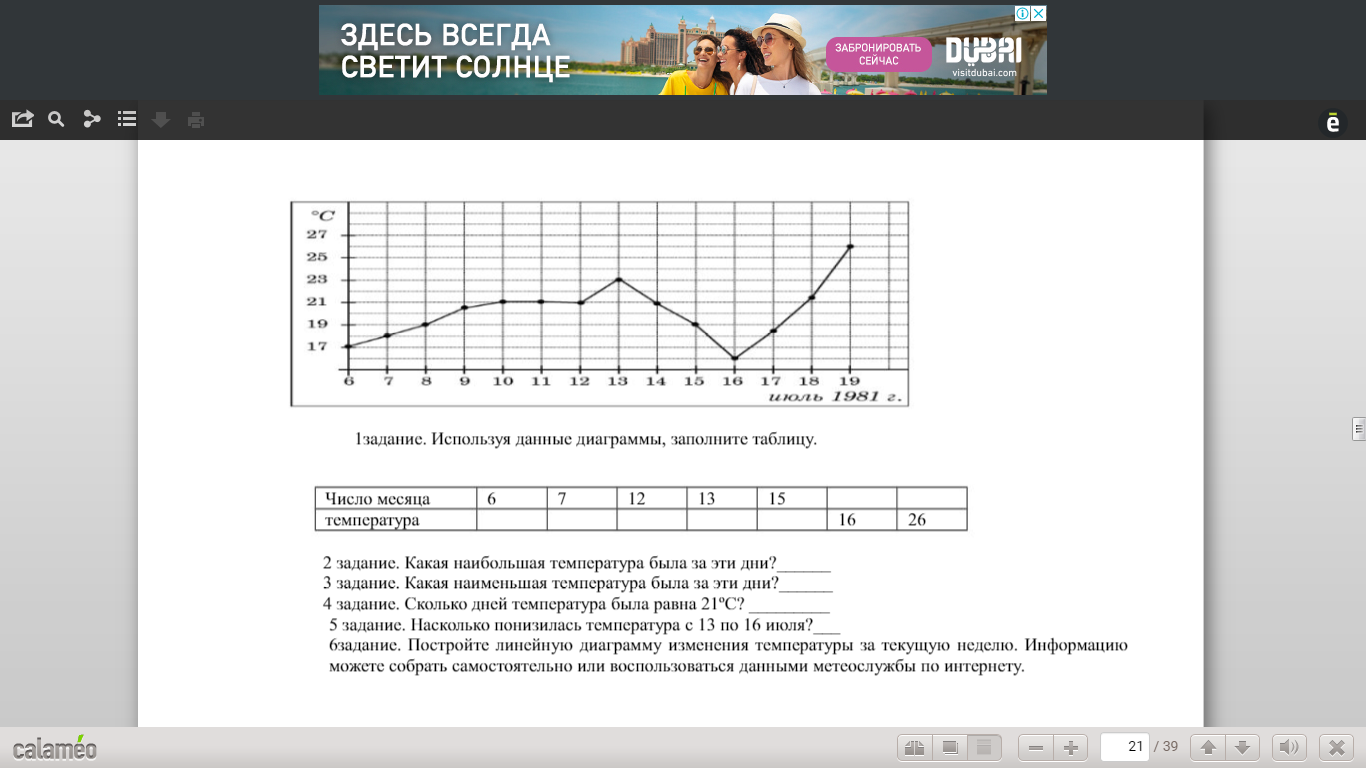 ЗДЕСЬ ВСЕГДА
СВЕТИТ СОЛНЦЕ
ЗАБРОНИРОВАТЬ
СЕЙЧАС
DUBAI
visitdubai.com
ē
°C
27
25
23
21
19
17
6 7 8 9 10 11 12 13 14 15 16 17 18 19
июль 1981 г.
1задание. Используя данные диаграммы, заполните таблицу.
Число месяца 6 7 12 13 15
температура 16 26
2 задание. Какая наибольшая температура была за эти дни?______
3 задание. Какая наименьшая температура была за эти дни?______
4 задание. Сколько дней температура была равна 21ºС? _________
5 задание. Насколько понизилась температура с 13 по 16 июля?___
6задание. Постройте линейную диаграмму изменения температуры за текущую неделю. Информацию
можете собрать самостоятельно или воспользоваться данными метеослужбы по интернету.
calaméo
21 / 39